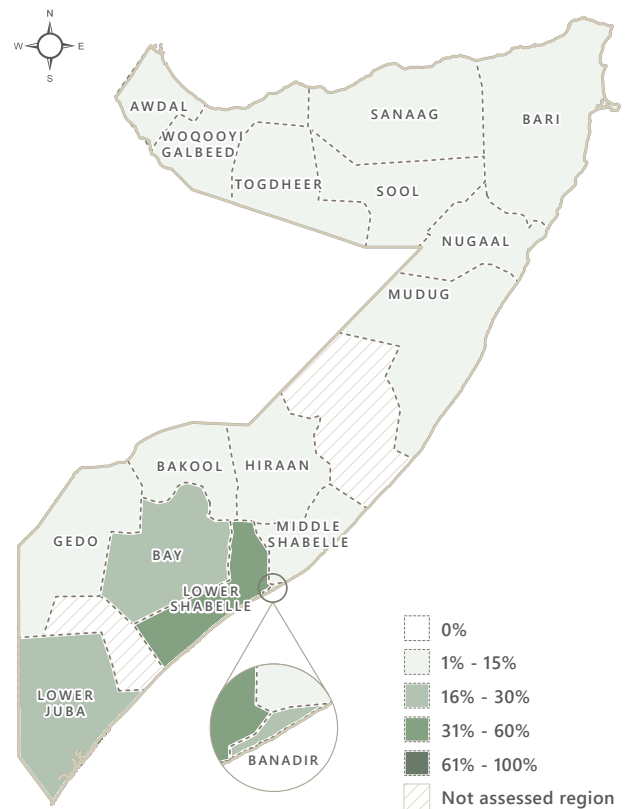 N
W E
S
AWDAL
WOQOOYI
GALBEED
SANAAG
BARI
TOGDHEER
SOOL
NUGAAL
MUDUG
BAKOOL
HIRAAN
GEDO
BAY
MIDDLE
SHABELLE
LOWER
SHABELLE
LOWER
JUBA
BANADIR
0%
1% - 15%
16% - 30%
31% - 60%
61% - 100%
Not assessed region